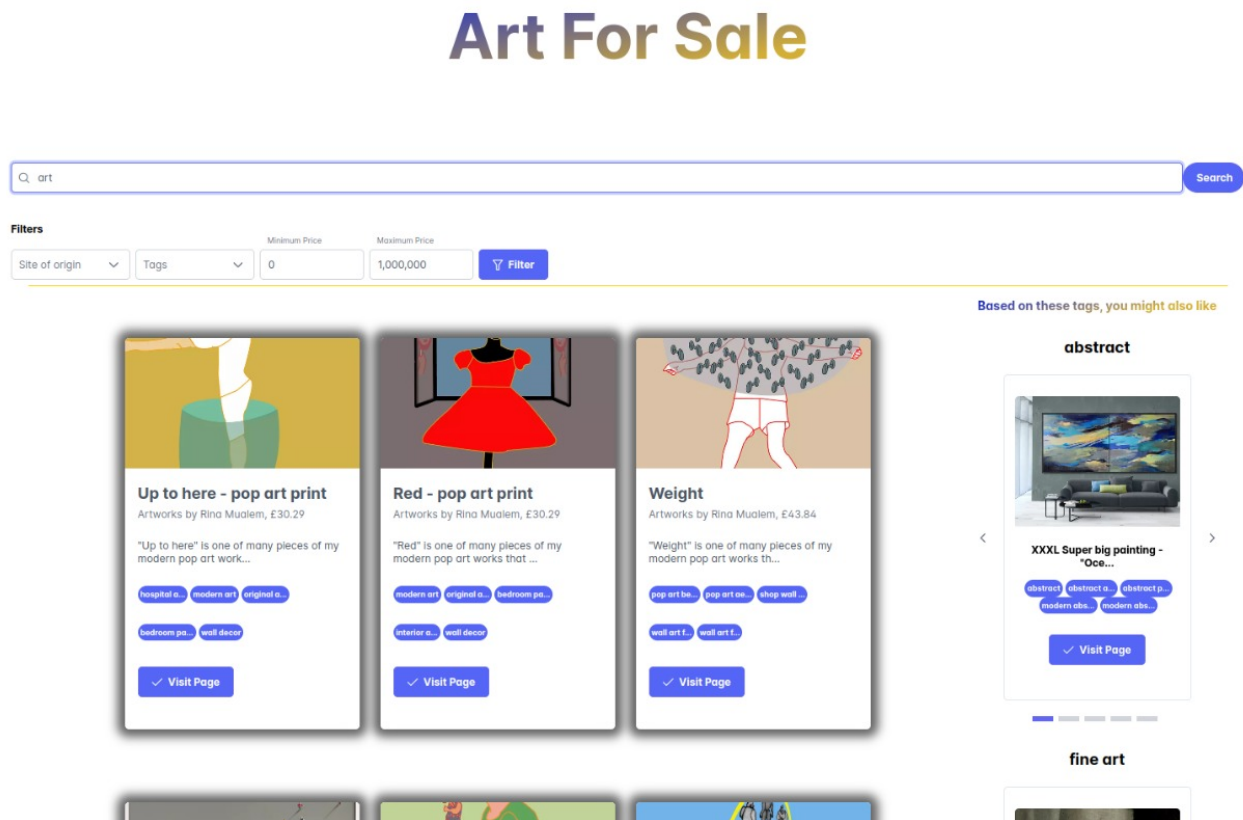 Art For Sale
art
Search
Filters
Minimum Price
Maximum Price
Site of origin
Tags
0
1,000,000
Filter
Based on these tags, you might also like
Up to here - pop art print
Artworks by Rina Mualem, £30.29
"Up to here" is one of many pieces of my
modern pop art work...
hospital a... modern art original a...
bedroom pa... wall decor
Visit Page
Red - pop art print
Artworks by Rina Mualem, £30.29
"Red" is one of many pieces of my
modern pop art works that ...
modern art original a... bedroom pa...
interior a... wall decor
Visit Page
Weight
Artworks by Rina Mualem, £43.84
"Weight" is one of many pieces of my
modern pop art works th...
pop art be... pop art ae... shop wall ...
wall art f... wall art f...
Visit Page
abstract
XXXL Super big painting -
"Oce...
abstract abstract a... abstract p...
modern abs... modern abs...
Visit Page
fine art